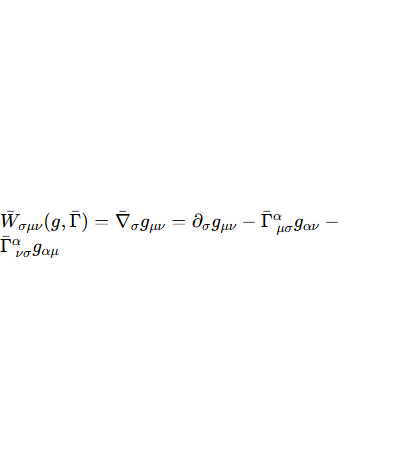 W̄_{σμν}(g, Γ̄) = ∇̄_σ g_{μν} = ∂_σ g_{μν} − Γ̄^α_{μσ} g_{αν} −
Γ̄^α_{νσ} g_{αμ}